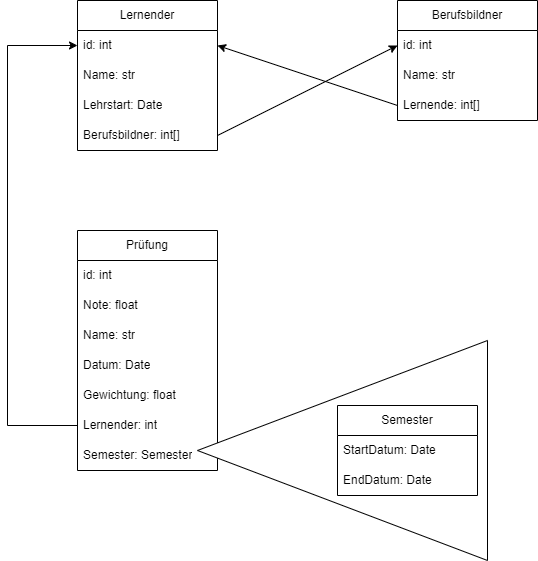 Lernender
id: int
Name: str
Lehrstart: Date
Berufsbildner: int[]
Berufsbildner
id: int
Name: str
Lernende: int[]
Prüfung
id: int
Note: float
Name: str
Datum: Date
Gewichtung: float
Lernender: int
Semester: Semester
Semester
StartDatum: Date
EndDatum: Date